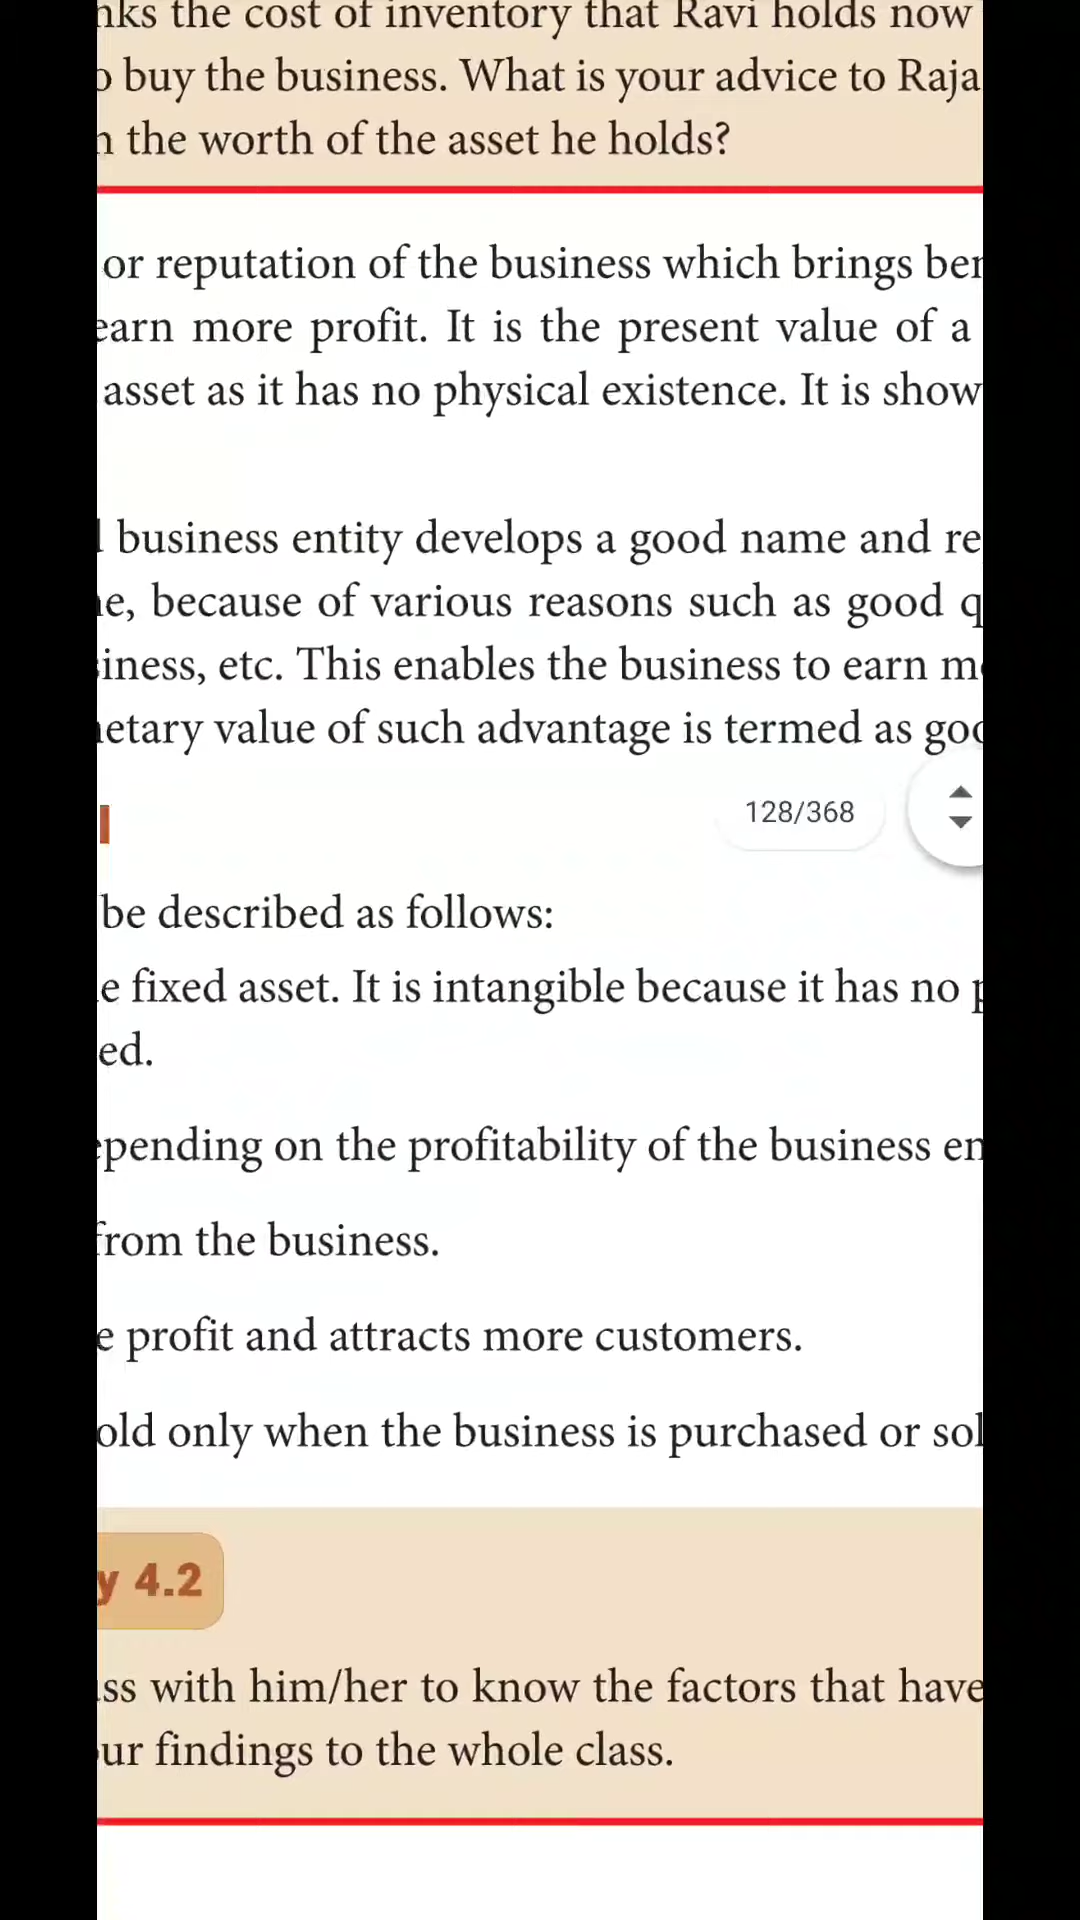 the cost of inventory that Ravi holds now
buy the business. What is your advice to Raja
the worth of the asset he holds?
or reputation of the business which brings
earn more profit. It is the present value of a
asset as it has no physical existence. It is show
business entity develops a good name and re
because of various reasons such as good q
etc. This enables the business to earn
value of such advantage is termed as
128/368
be described as follows:
e fixed asset. It is intangible because it has no
ed.
pending on the profitability of the business en
from the business.
e profit and attracts more customers.
old only when the business is purchased or sol
y 4.2
ss with him/her to know the factors that have
ur findings to the whole class.